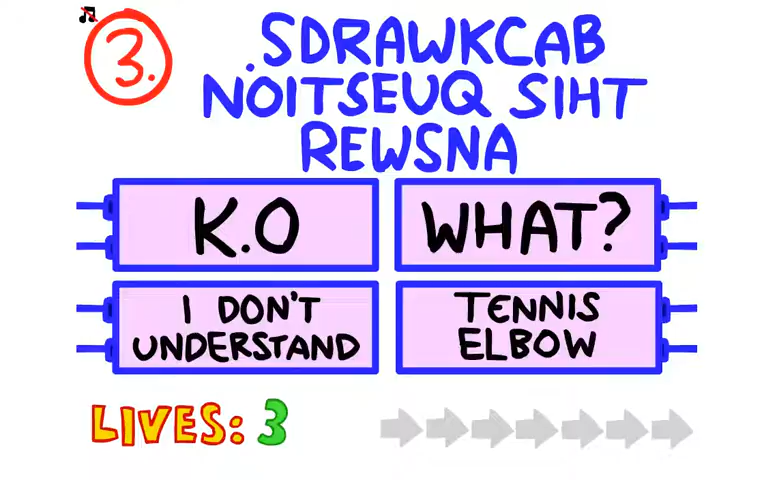 3.
.SDRAWKCAB
NOITSEUQ SIHT
REWSNA
K.O
WHAT?
I DON'T
UNDERSTAND
TENNIS
ELBOW
LIVES: 3